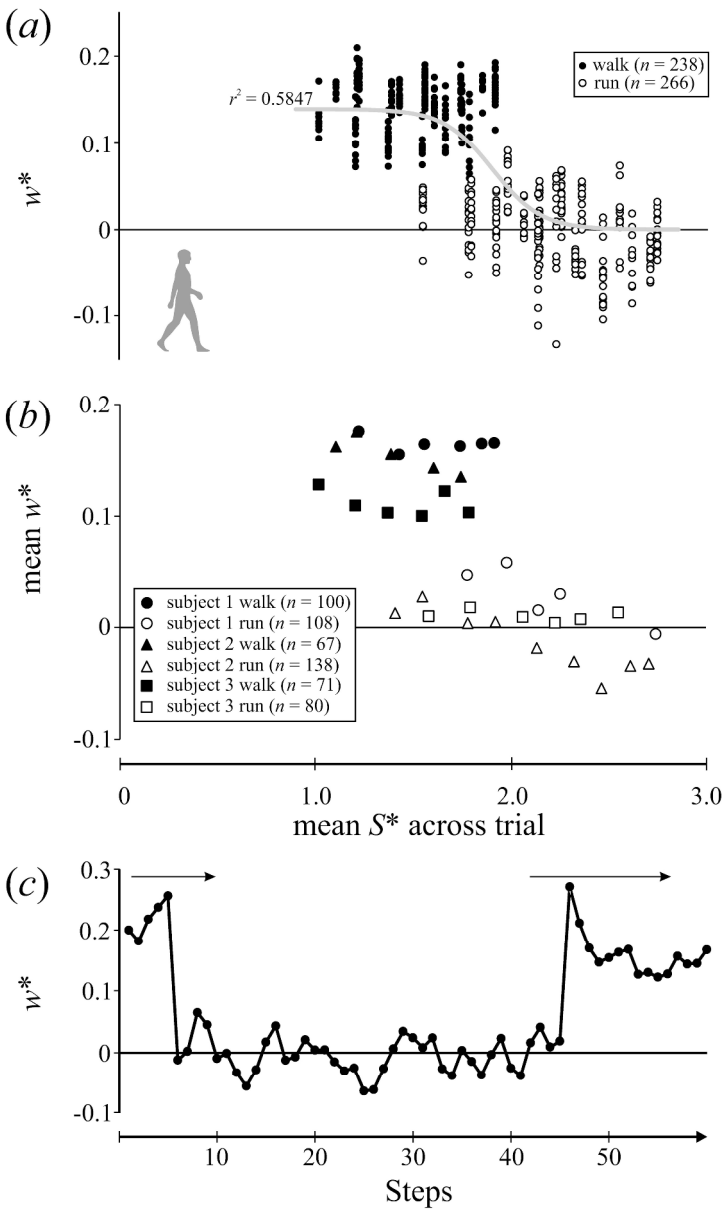 (a)
0.2
0.1
0
-0.1
w*
r² = 0.5847
walk (n = 238)
run (n = 266)
(b)
0.2
0.1
0
-0.1
mean w*
subject 1 walk (n = 100)
subject 1 run (n = 108)
subject 2 walk (n = 67)
subject 2 run (n = 138)
subject 3 walk (n = 71)
subject 3 run (n = 80)
0 1.0 2.0 3.0
mean S* across trial
(c)
0.3
0.2
0.1
0
-0.1
w*
10 20 30 40 50
Steps